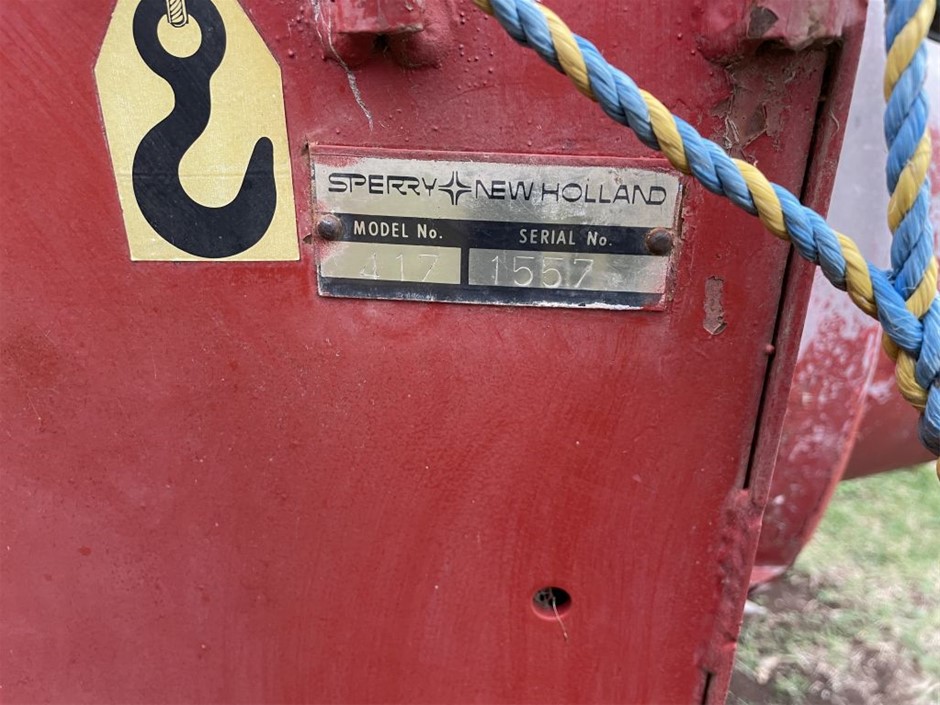 SPERRY NEW HOLLAND
MODEL No. SERIAL No.
417 1557